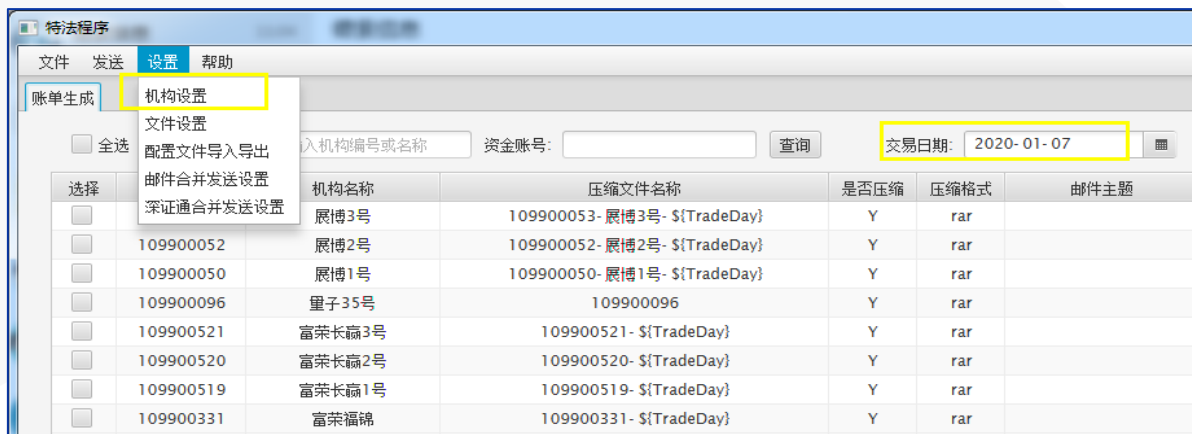 特法程序
文件 发送 设置 帮助
账单生成 机构设置
文件设置
配置文件导入导出
邮件合并发送设置
深证通合并发送设置
全选 入机构编号或名称 资金账号: 查询 交易日期: 2020-01-07
选择 机构名称 压缩文件名称 是否压缩 压缩格式 邮件主题
展博3号 109900053-展博3号-${TradeDay} Y rar
109900052 展博2号 109900052-展博2号-${TradeDay} Y rar
109900050 展博1号 109900050-展博1号-${TradeDay} Y rar
109900096 量子35号 109900096 Y rar
109900521 富荣长赢3号 109900521-${TradeDay} Y rar
109900520 富荣长赢2号 109900520-${TradeDay} Y rar
109900519 富荣长赢1号 109900519-${TradeDay} Y rar
109900331 富荣福锦 109900331-${TradeDay} Y rar